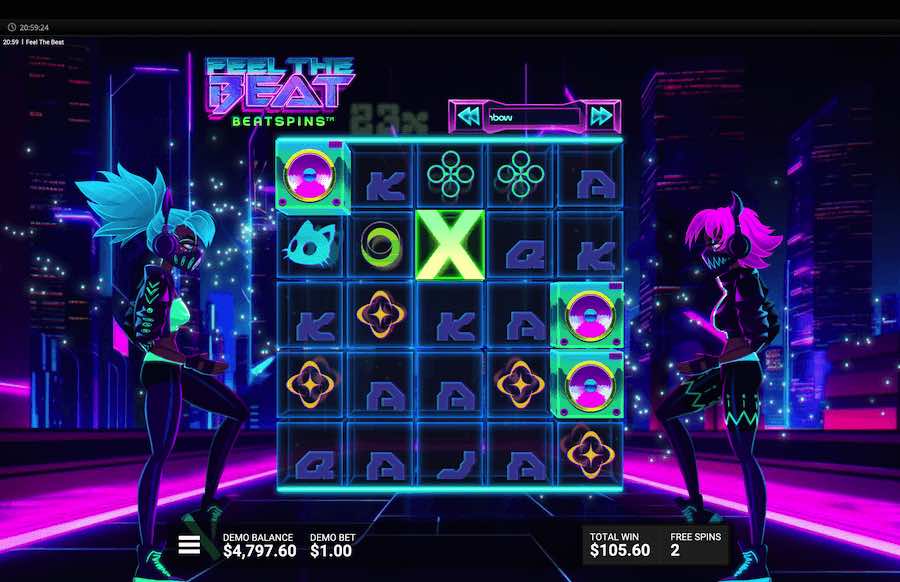 20:59:24
20:59 | Feel The Beat
FEEL THE
BEAT
BEATSPINS™
23x
K
A
X
Q
K
K
K
A
A
A
Q
A
J
A
DEMO BALANCE
$4,797.60
DEMO BET
$1.00
TOTAL WIN
$105.60
FREE SPINS
2